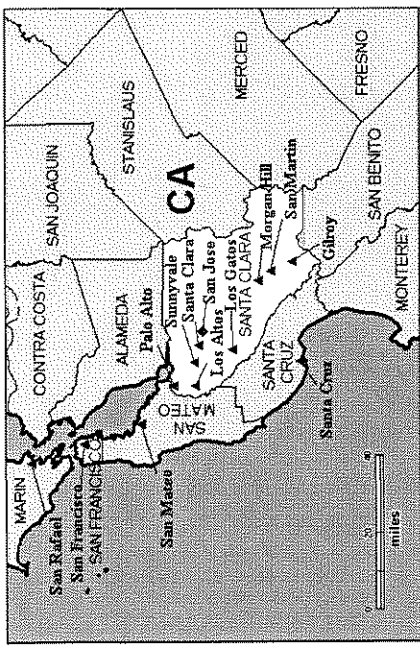 MARIN
San Rafael
San Francisco
SAN FRANCISCO
CONTRA COSTA
SAN JOAQUIN
ALAMEDA
STANISLAUS
CA
MERCED
FRESNO
Palo Alto
Sunnyvale
Santa Clara
San Jose
Los Altos
Los Gatos
SANTA CLARA
Morgan Hill
San Martin
Gilroy
SAN
MATEO
San Mateo
SANTA
CRUZ
Santa Cruz
SAN BENITO
MONTEREY
0 20 40
miles